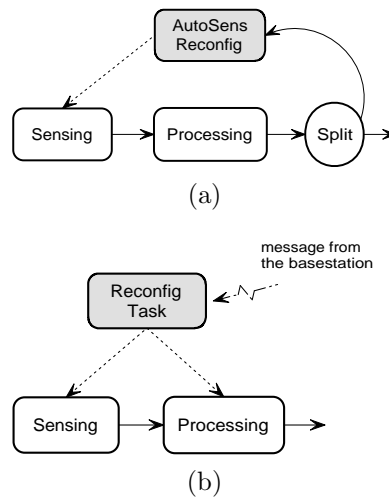 AutoSens
Reconfig
Sensing
Processing
Split
(a)
message from
the basestation
Reconfig
Task
Sensing
Processing
(b)